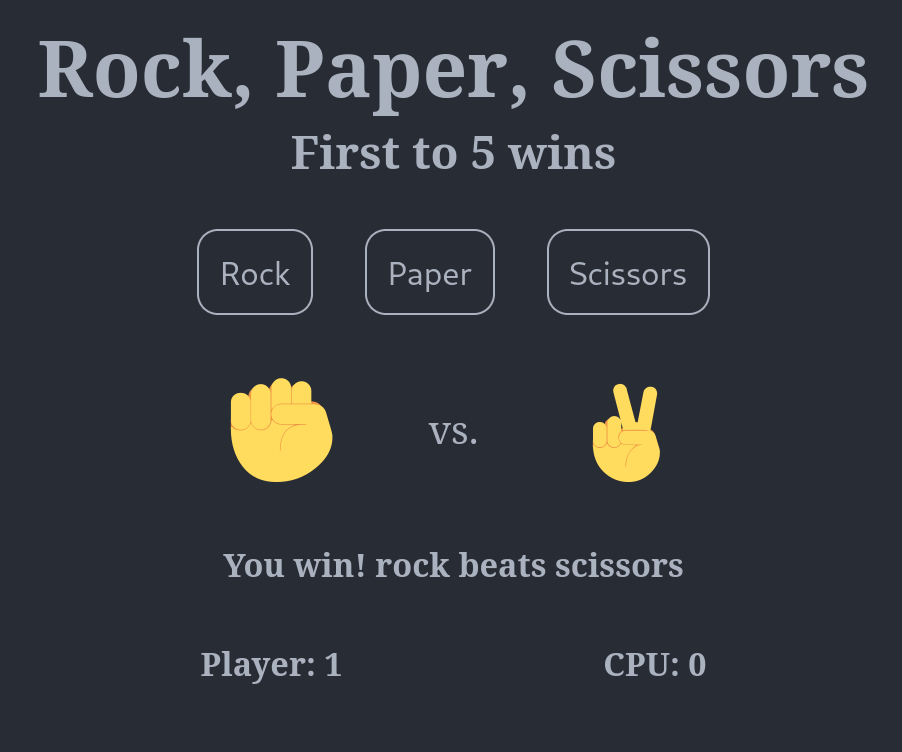 Rock, Paper, Scissors
First to 5 wins
Rock Paper Scissors
vs.
You win! rock beats scissors
Player: 1 CPU: 0